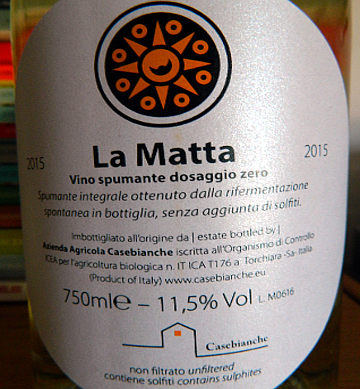 2015 La Matta 2015
Vino spumante dosaggio zero
Spumante integrale ottenuto dalla rifermentazione
spontanea in bottiglia, senza aggiunta di solfiti.
Imbottigliato all'origine da | estate bottled by |
Azienda Agricola Casebianche iscritta all'Organismo di Controllo
ICEA per l'agricoltura biologica n. IT ICA T176 a Torchiara -Sa- Italia
(Product of Italy) www.casebianche.eu
750ml℮ – 11,5% Vol L. M0616
Casebianche
non filtrato unfiltered
contiene solfiti contains sulphites